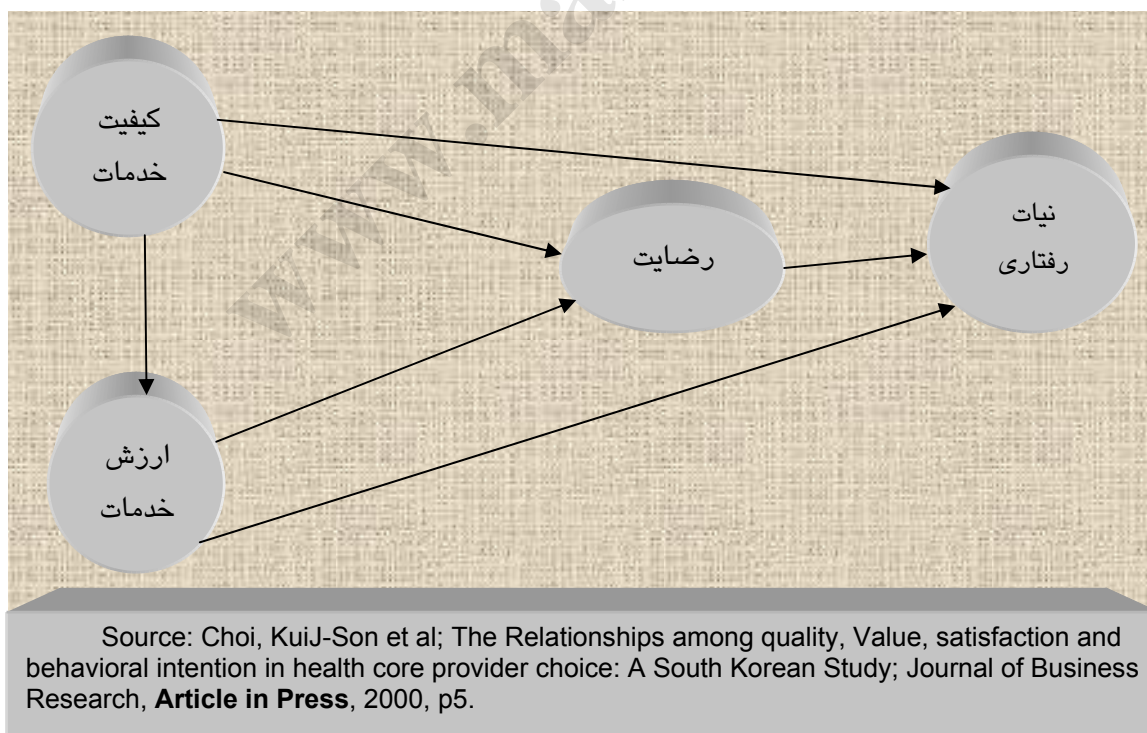 کیفیت
خدمات
نیات
رفتاری
رضایت
ارزش
خدمات
Source: Choi, KuiJ-Son et al; The Relationships among quality, Value, satisfaction and
behavioral intention in health core provider choice: A South Korean Study; Journal of Business
Research, Article in Press, 2000, p5.